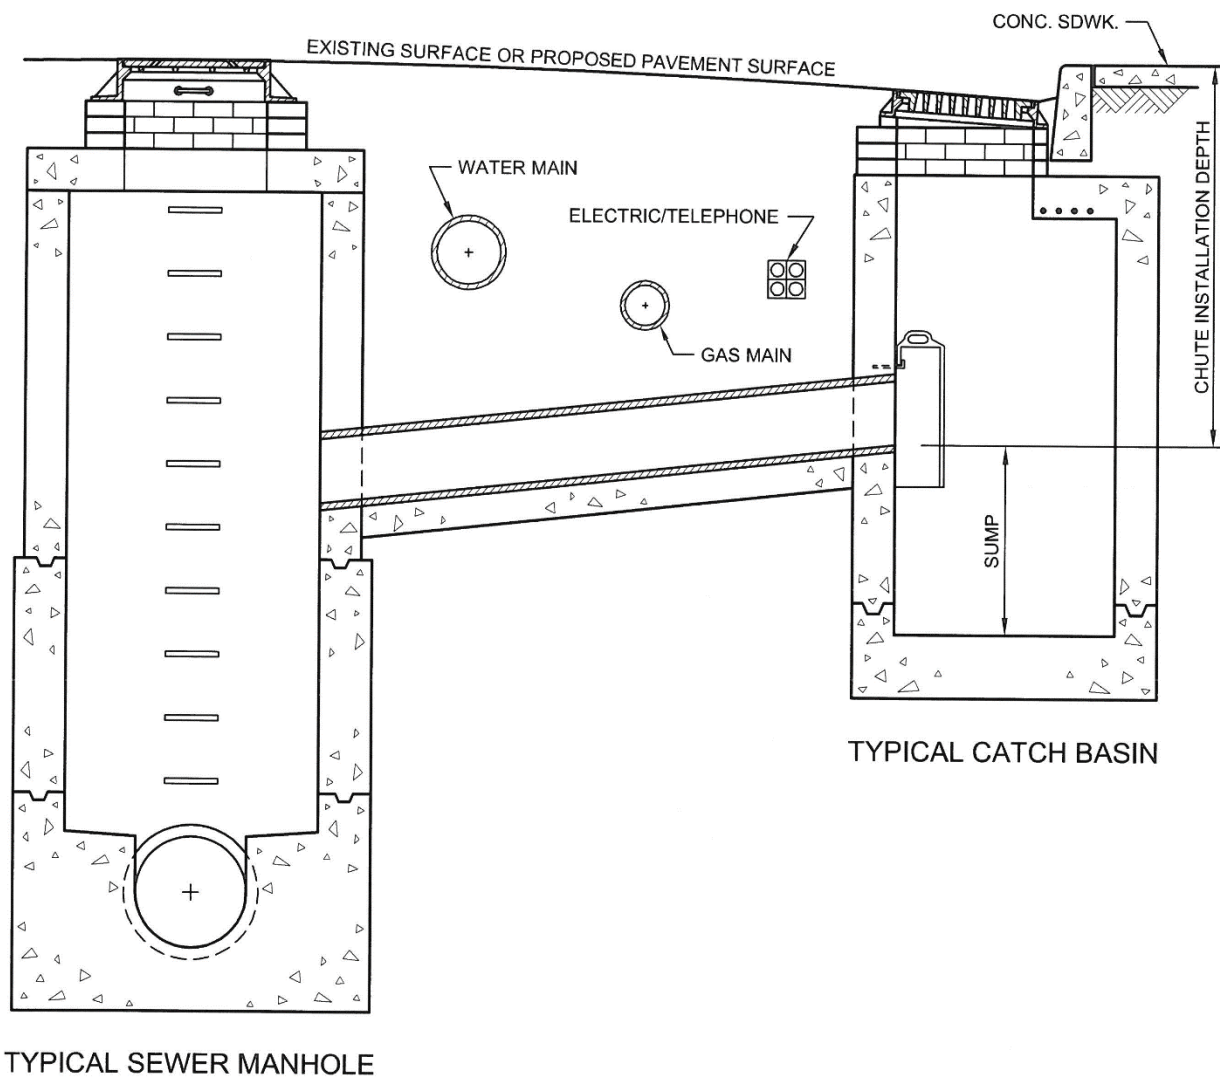 CONC. SDWK.
EXISTING SURFACE OR PROPOSED PAVEMENT SURFACE
WATER MAIN
ELECTRIC/TELEPHONE
GAS MAIN
CHUTE INSTALLATION DEPTH
SUMP
TYPICAL CATCH BASIN
TYPICAL SEWER MANHOLE